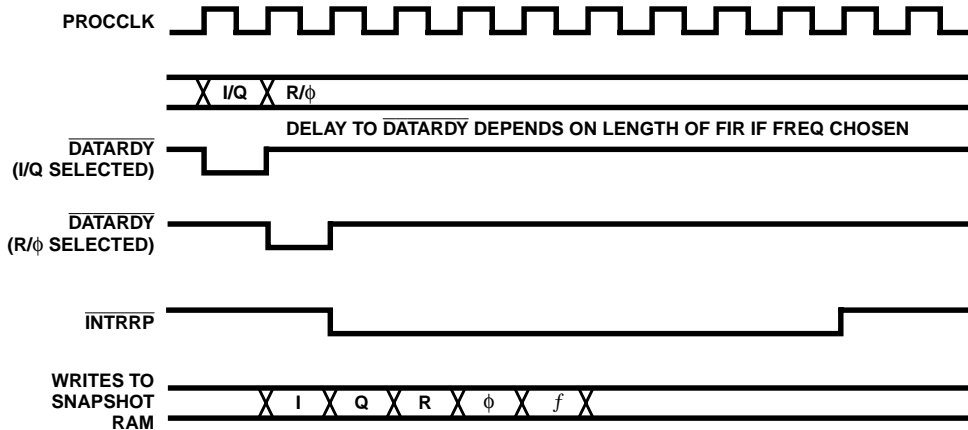 PROCCLK
I/Q R/ϕ
DELAY TO DATARDY DEPENDS ON LENGTH OF FIR IF FREQ CHOSEN
DATARDY
(I/Q SELECTED)
DATARDY
(R/ϕ SELECTED)
INTRRP
WRITES TO
SNAPSHOT
RAM
I Q R ϕ f